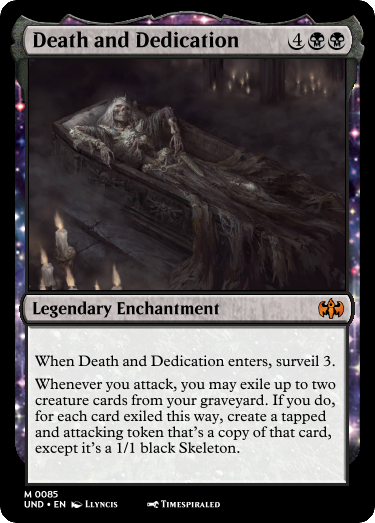 Death and Dedication 4
Legendary Enchantment
When Death and Dedication enters, surveil 3.
Whenever you attack, you may exile up to two
creature cards from your graveyard. If you do,
for each card exiled this way, create a tapped
and attacking token that's a copy of that card,
except it's a 1/1 black Skeleton.
M 0085
UND • EN Llyncis Timespiraled